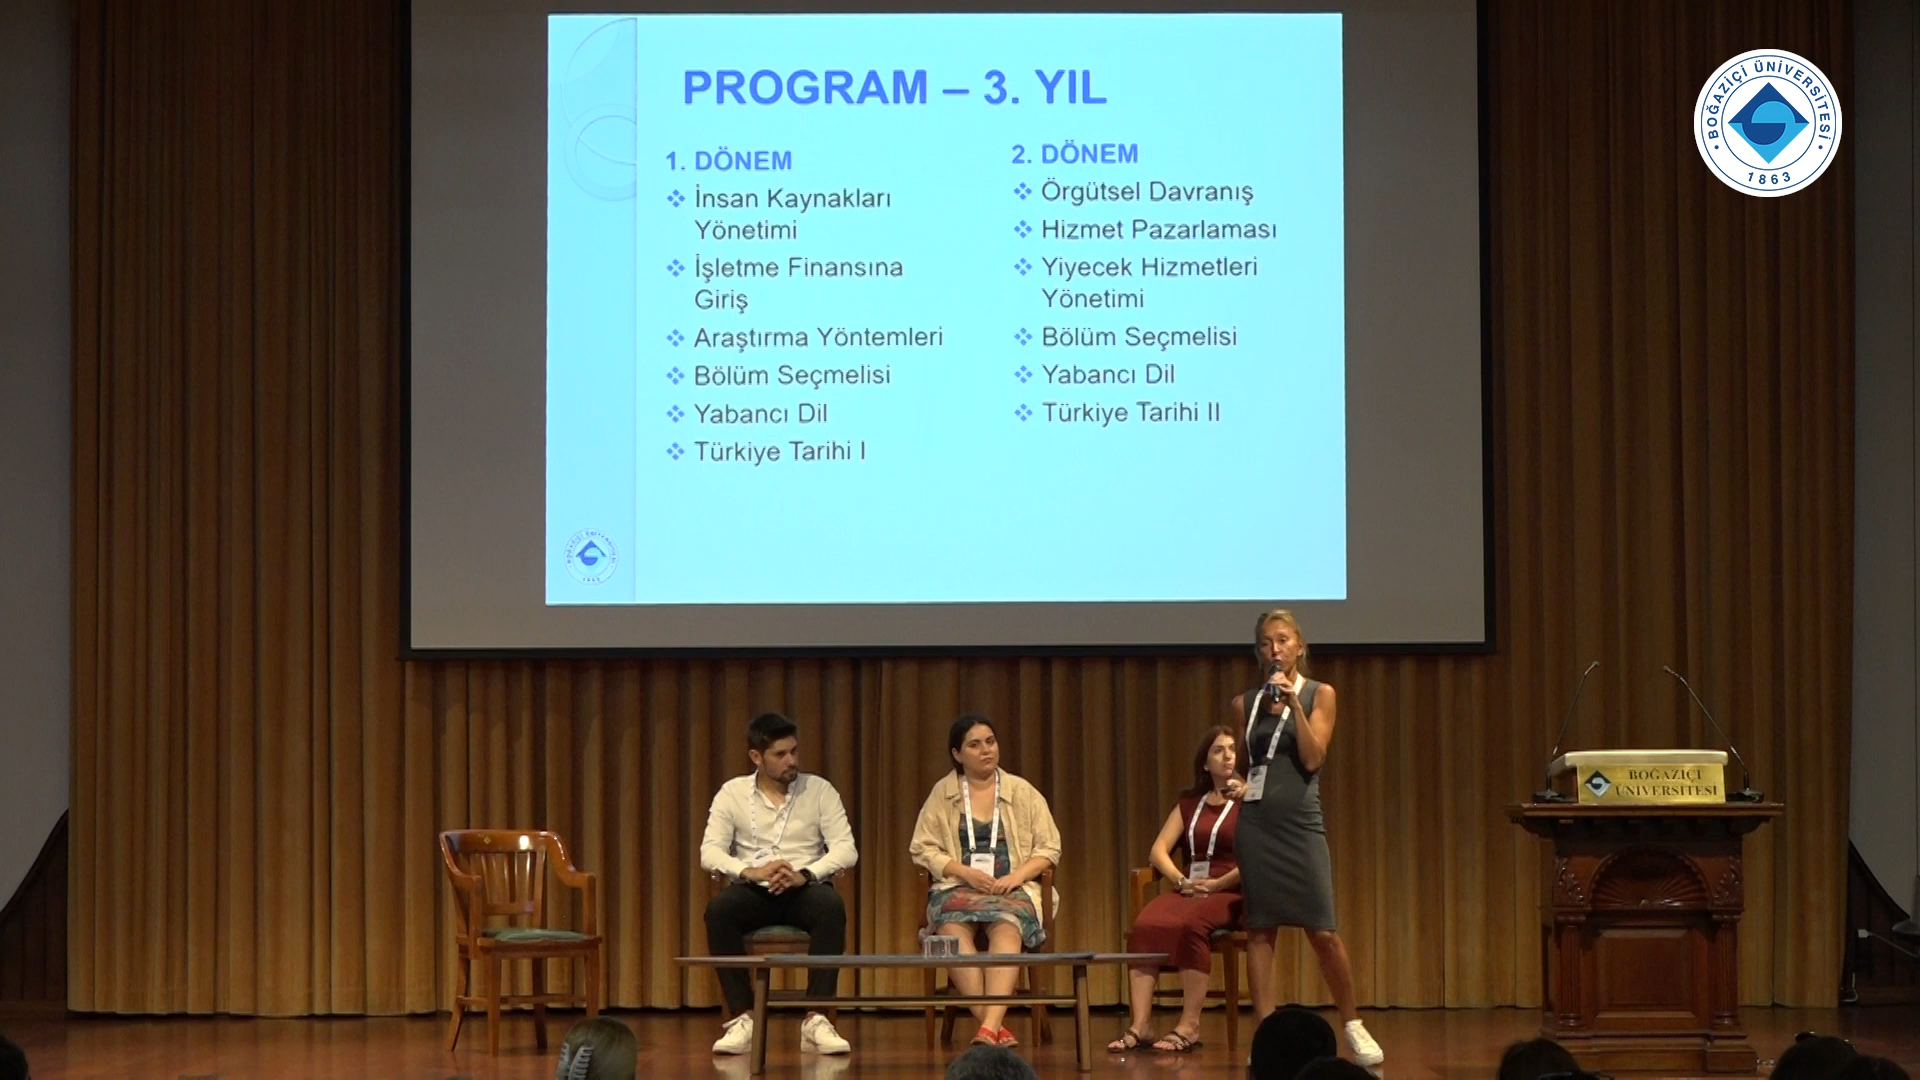 PROGRAM – 3. YIL
1. DÖNEM
İnsan Kaynakları
Yönetimi
İşletme Finansına
Giriş
Araştırma Yöntemleri
Bölüm Seçmelisi
Yabancı Dil
Türkiye Tarihi I
2. DÖNEM
Örgütsel Davranış
Hizmet Pazarlaması
Yiyecek Hizmetleri
Yönetimi
Bölüm Seçmelisi
Yabancı Dil
Türkiye Tarihi II
BOĞAZİÇİ ÜNİVERSİTESİ
1863
BOĞAZİÇİ
ÜNİVERSİTESİ